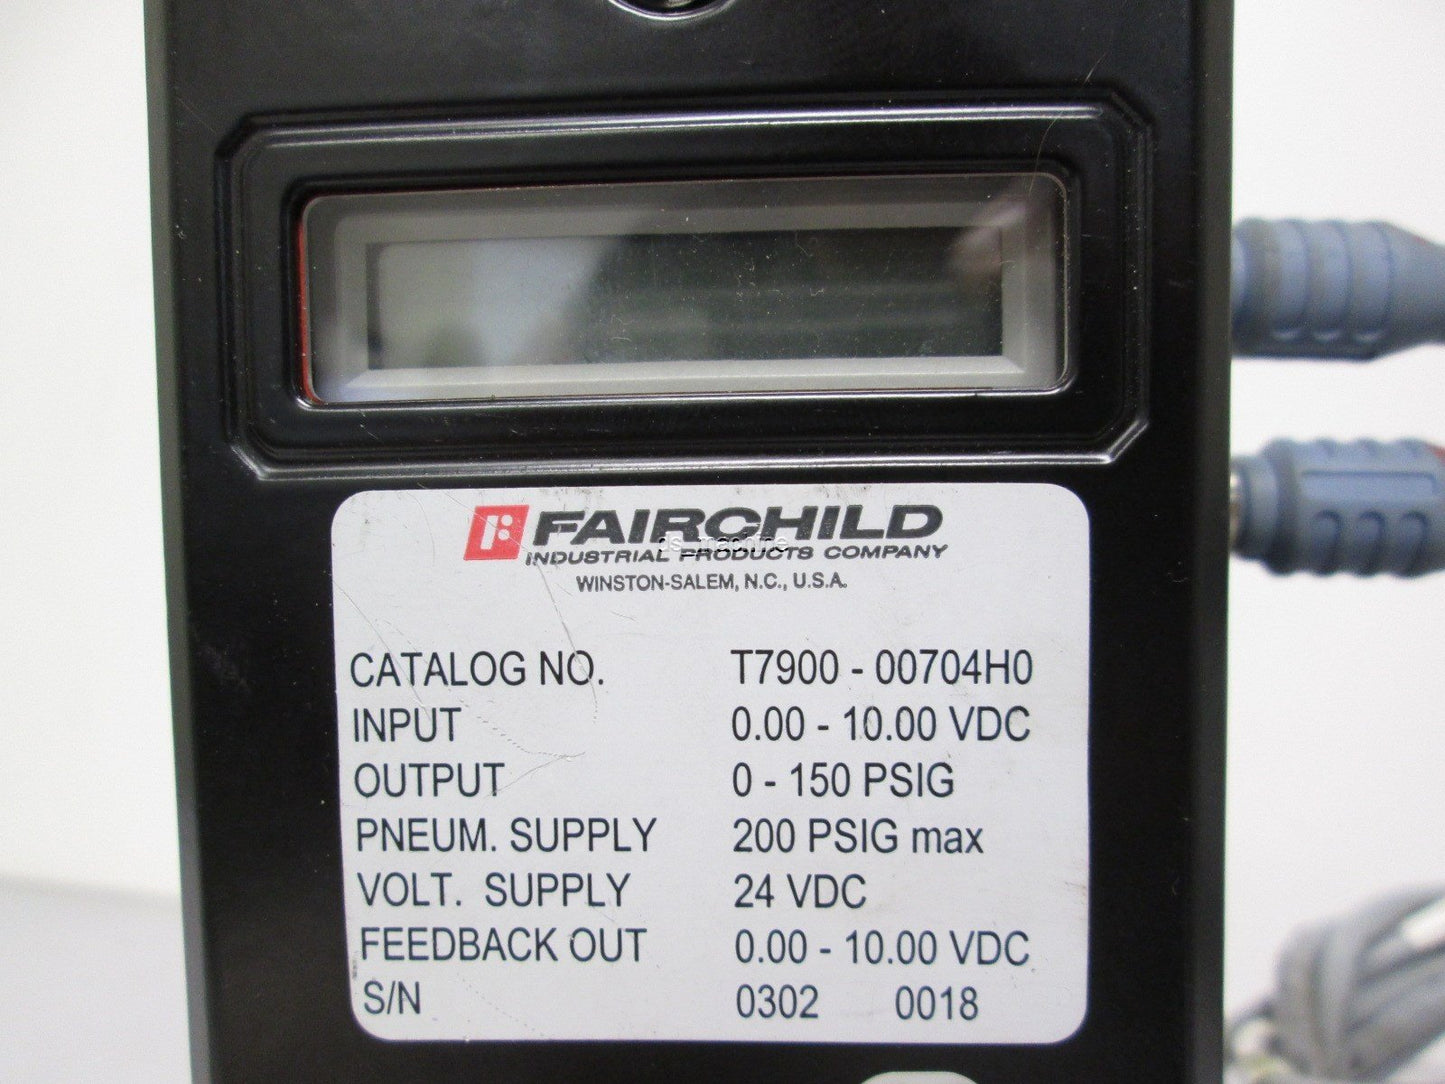 FAIRCHILD
INDUSTRIAL PRODUCTS COMPANY
WINSTON-SALEM, N.C., U.S.A.
CATALOG NO. T7900 - 00704H0
INPUT 0.00 - 10.00 VDC
OUTPUT 0 - 150 PSIG
PNEUM. SUPPLY 200 PSIG max
VOLT. SUPPLY 24 VDC
FEEDBACK OUT 0.00 - 10.00 VDC
S/N 0302 0018